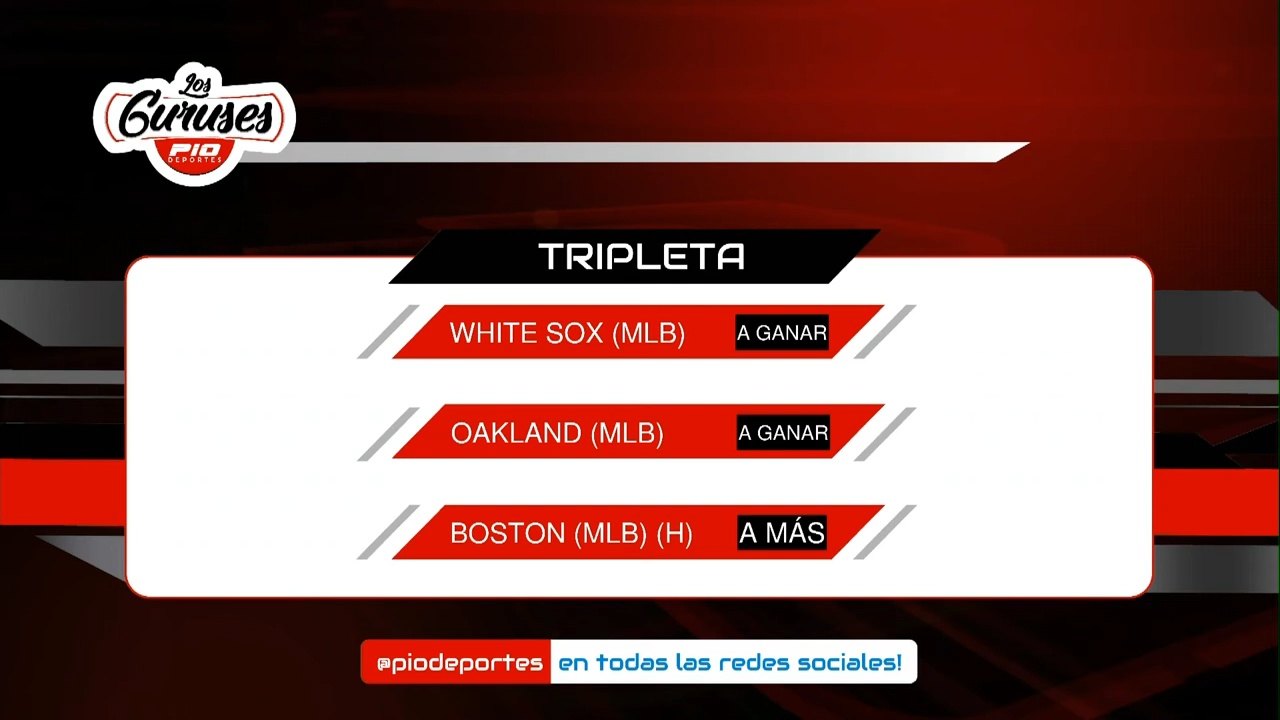 Los
Guruses
PIO
DEPORTES
TRIPLETA
WHITE SOX (MLB) A GANAR
OAKLAND (MLB) A GANAR
BOSTON (MLB) (H) A MÁS
@piodeportes en todas las redes sociales!